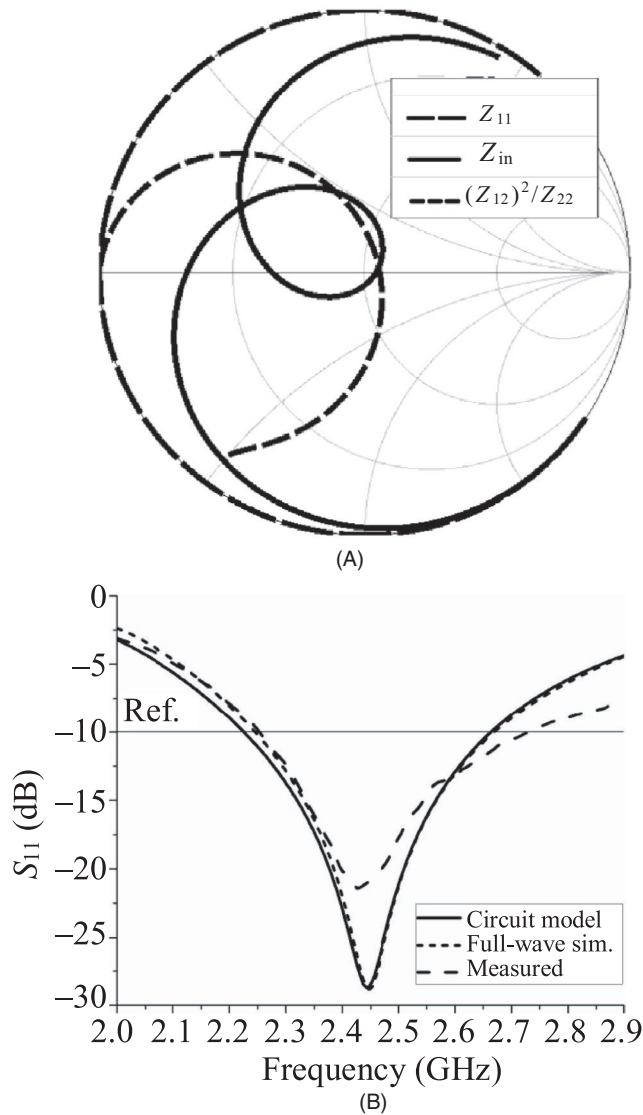 Z11
Zin
(Z12)²/Z22
(A)
0
−5
Ref.
−10
−15
−20
−25
−30
S11 (dB)
Circuit model
Full-wave sim.
Measured
2.0 2.1 2.2 2.3 2.4 2.5 2.6 2.7 2.8 2.9
Frequency (GHz)
(B)